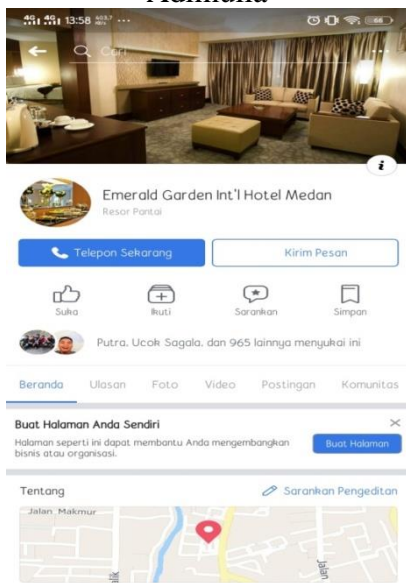 4G 4G 13:58
Cari
Emerald Garden Int'l Hotel Medan
Resor Pantai
Telepon Sekarang
Kirim Pesan
Suka
Ikuti
Sarankan
Simpan
Putra, Ucok Sagala, dan 965 lainnya menyukai ini
Beranda Ulasan Foto Video Postingan Komunitas
Buat Halaman Anda Sendiri
Halaman seperti ini dapat membantu Anda mengembangkan
bisnis atau organisasi.
Buat Halaman
Tentang
Sarankan Pengeditan
Jalan Makmur
Jalan